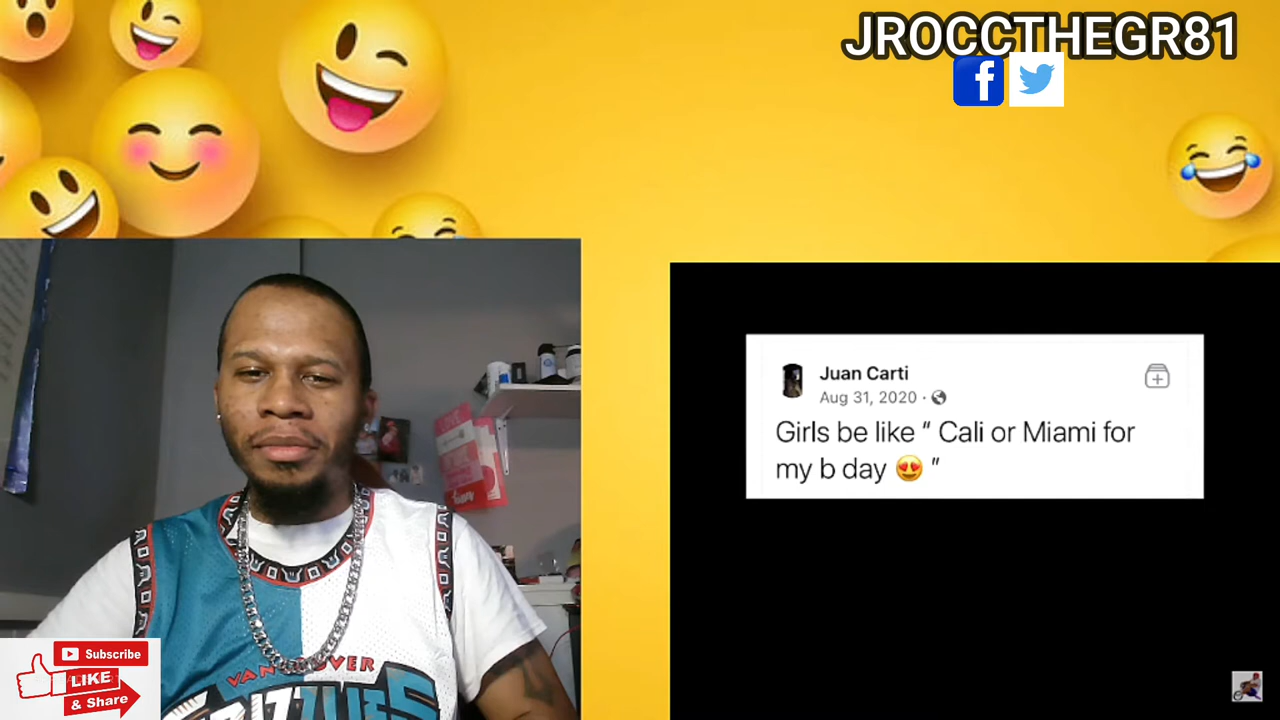 JROCCTHEGR81
Juan Carti
Aug 31, 2020 ·
Girls be like “ Cali or Miami for
my b day 😍 ”
VANCOUVER
GRIZZLIES
Subscribe
LIKE
& Share